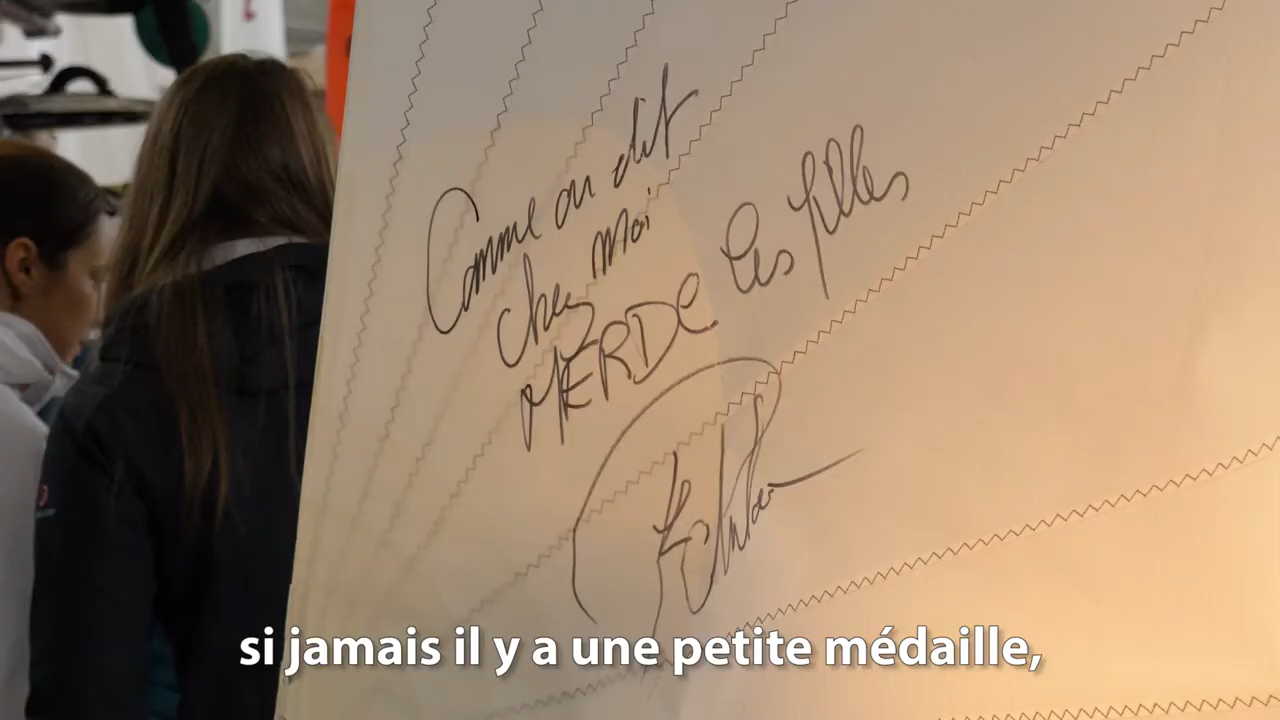 Comme on dit
chez moi
MERDE les filles
si jamais il y a une petite médaille,